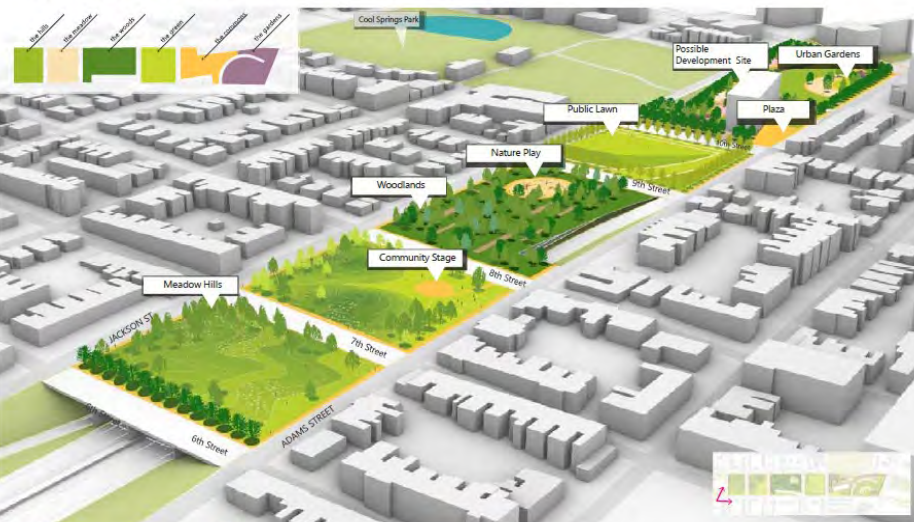 the hills
the meadow
the woods
the green
the gardens
Cool Springs Park
Possible
Development Site
Urban Gardens
Public Lawn
Plaza
Nature Play
9th Street
Woodlands
Community Stage
8th Street
Meadow Hills
JACKSON ST
7th Street
6th Street
ADAMS STREET